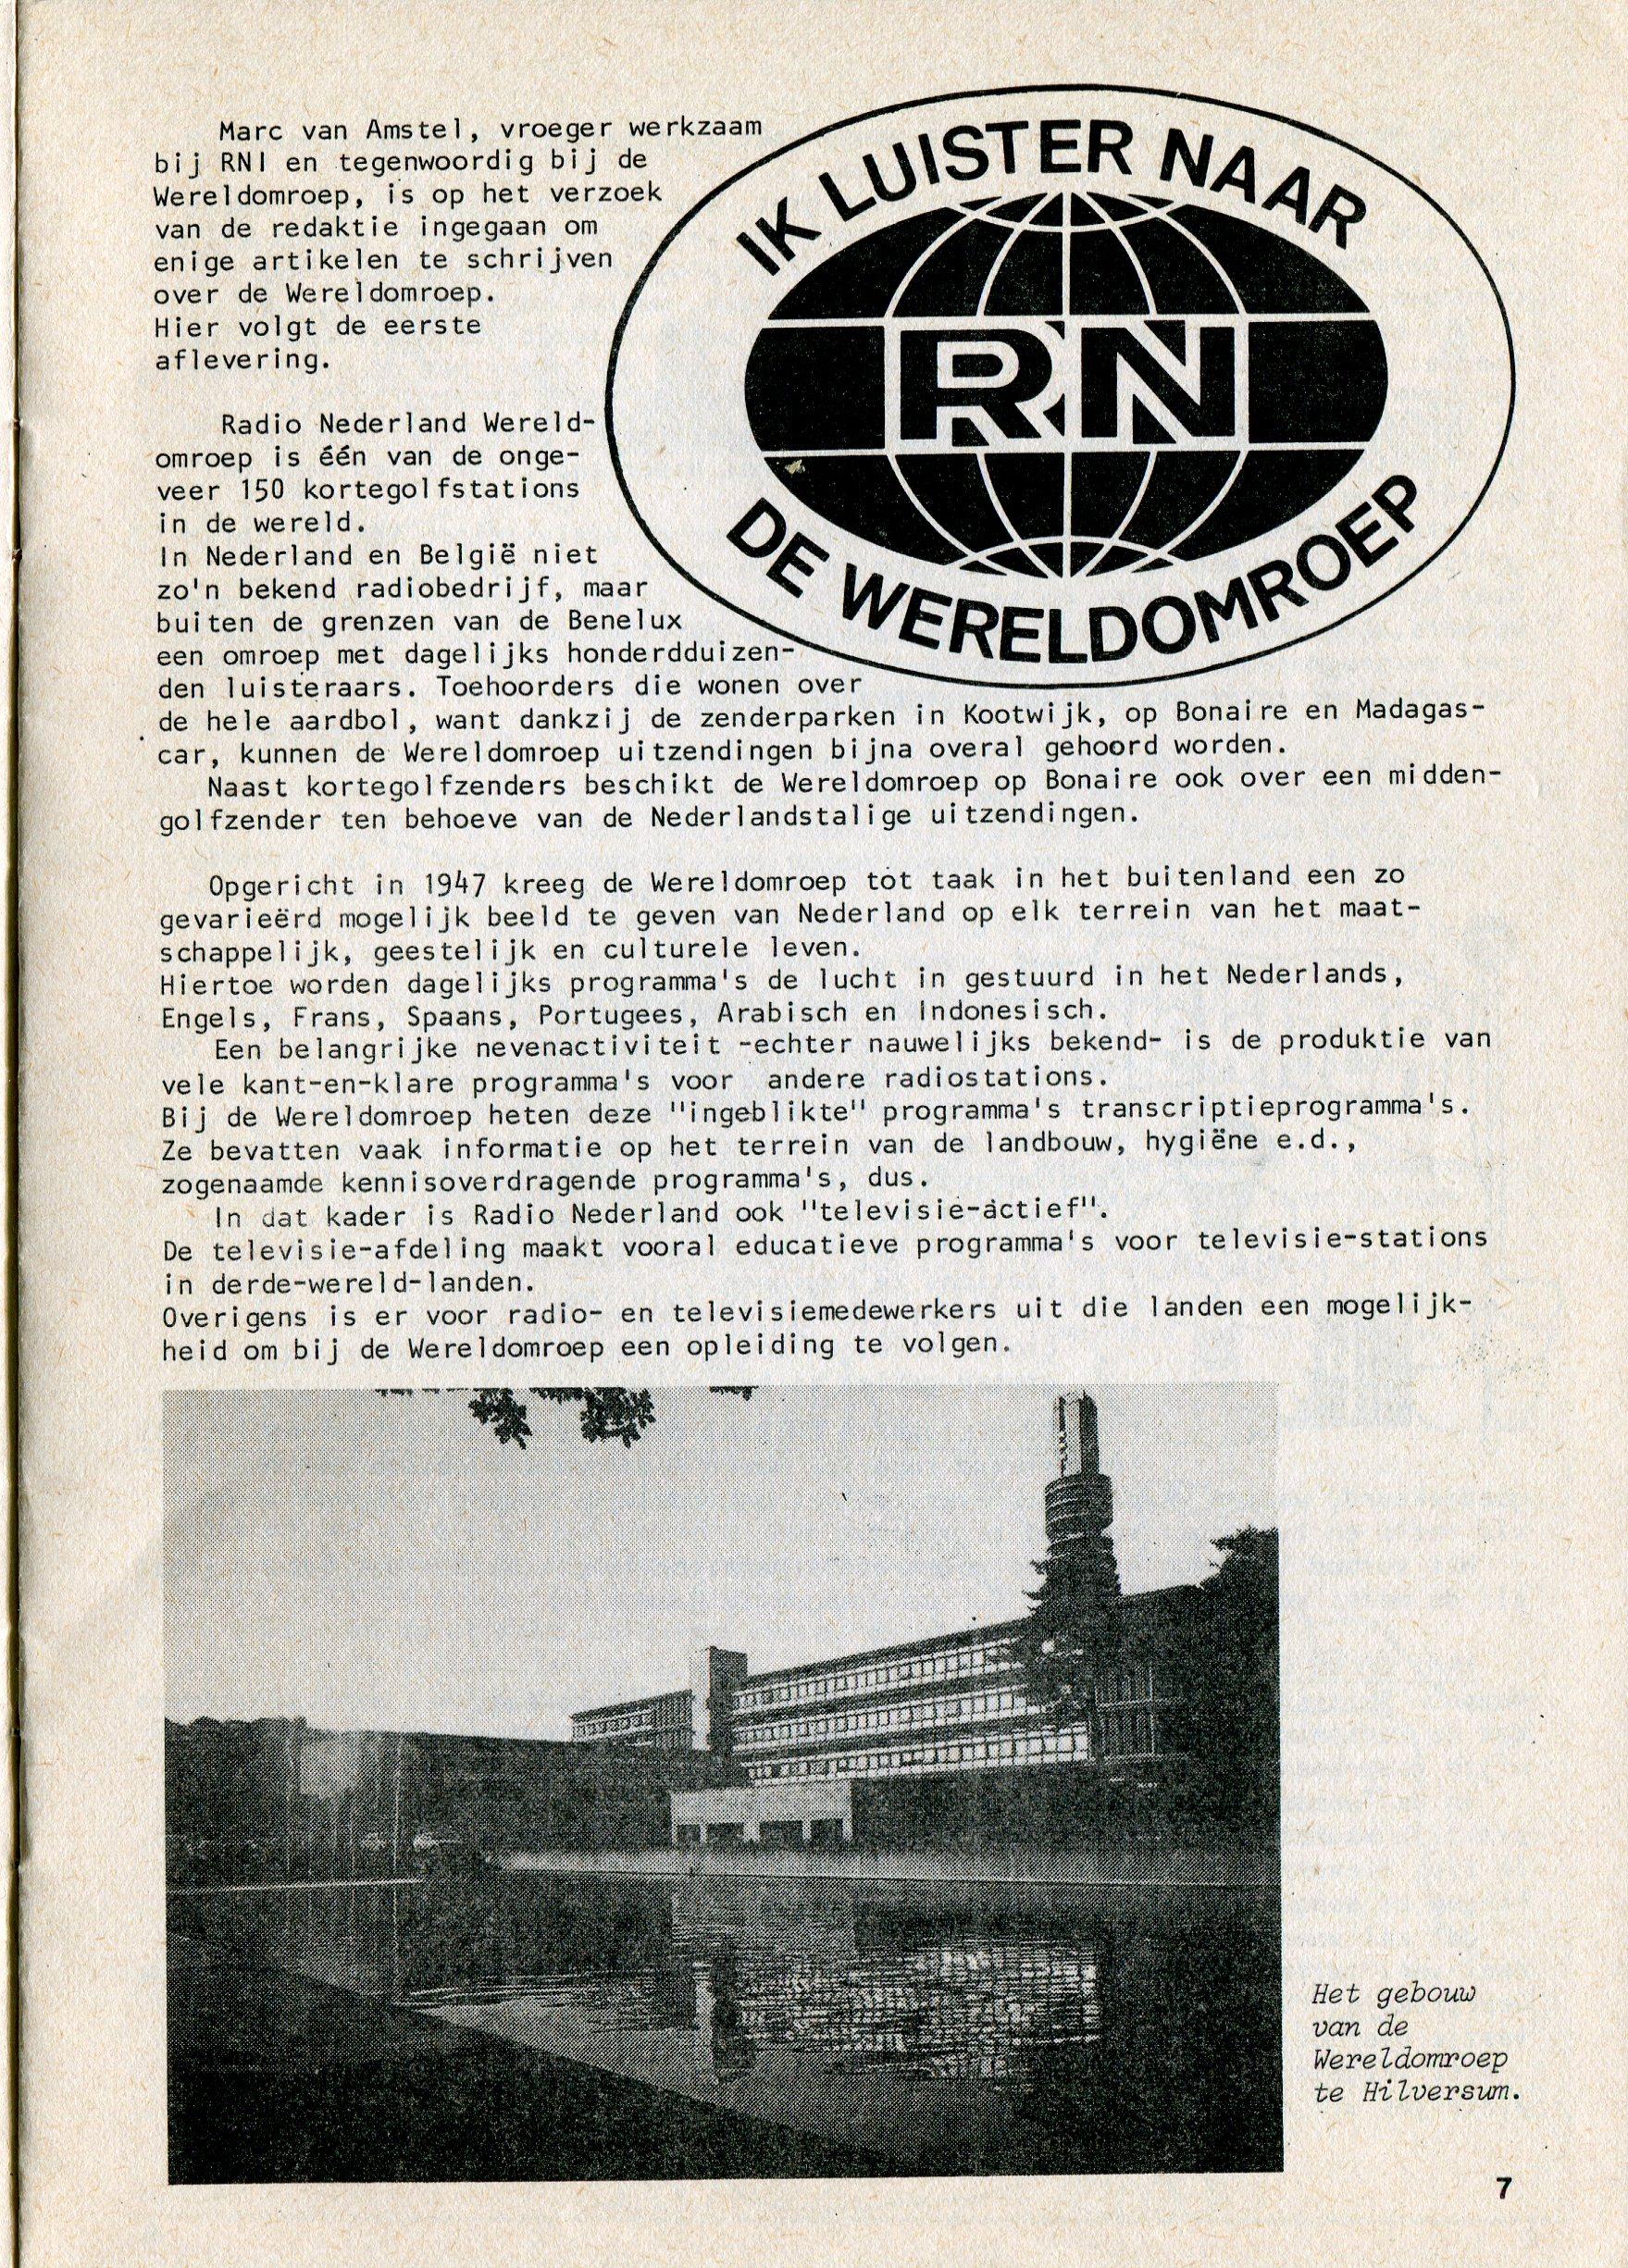 Marc van Amstel, vroeger werkzaam
bij RNI en tegenwoordig bij de
Wereldomroep, is op het verzoek
van de redaktie ingegaan om
enige artikelen te schrijven
over de Wereldomroep.
Hier volgt de eerste
aflevering.
IK LUISTER NAAR
RN
DE WERELDOMROEP
Radio Nederland Wereld-
omroep is één van de onge-
veer 150 kortegolfstations
in de wereld.
In Nederland en België niet
zo'n bekend radiobedrijf, maar
buiten de grenzen van de Benelux
een omroep met dagelijks honderdduizen-
den luisteraars. Toehoorders die wonen over
de hele aardbol, want dankzij de zenderparken in Kootwijk, op Bonaire en Madagas-
car, kunnen de Wereldomroep uitzendingen bijna overal gehoord worden.
Naast kortegolfzenders beschikt de Wereldomroep op Bonaire ook over een midden-
golfzender ten behoeve van de Nederlandstalige uitzendingen.
Opgericht in 1947 kreeg de Wereldomroep tot taak in het buitenland een zo
gevarieërd mogelijk beeld te geven van Nederland op elk terrein van het maat-
schappelijk, geestelijk en culturele leven.
Hiertoe worden dagelijks programma's de lucht in gestuurd in het Nederlands,
Engels, Frans, Spaans, Portugees, Arabisch en Indonesisch.
Een belangrijke nevenactiviteit -echter nauwelijks bekend- is de produktie van
vele kant-en-klare programma's voor andere radiostations.
Bij de Wereldomroep heten deze "ingeblikte" programma's transcriptieprogramma's.
Ze bevatten vaak informatie op het terrein van de landbouw, hygiëne e.d.,
zogenaamde kennisoverdragende programma's, dus.
In dat kader is Radio Nederland ook "televisie-actief".
De televisie-afdeling maakt vooral educatieve programma's voor televisie-stations
in derde-wereld-landen.
Overigens is er voor radio- en televisiemedewerkers uit die landen een mogelijk-
heid om bij de Wereldomroep een opleiding te volgen.
Het gebouw
van de
Wereldomroep
te Hilversum.
7